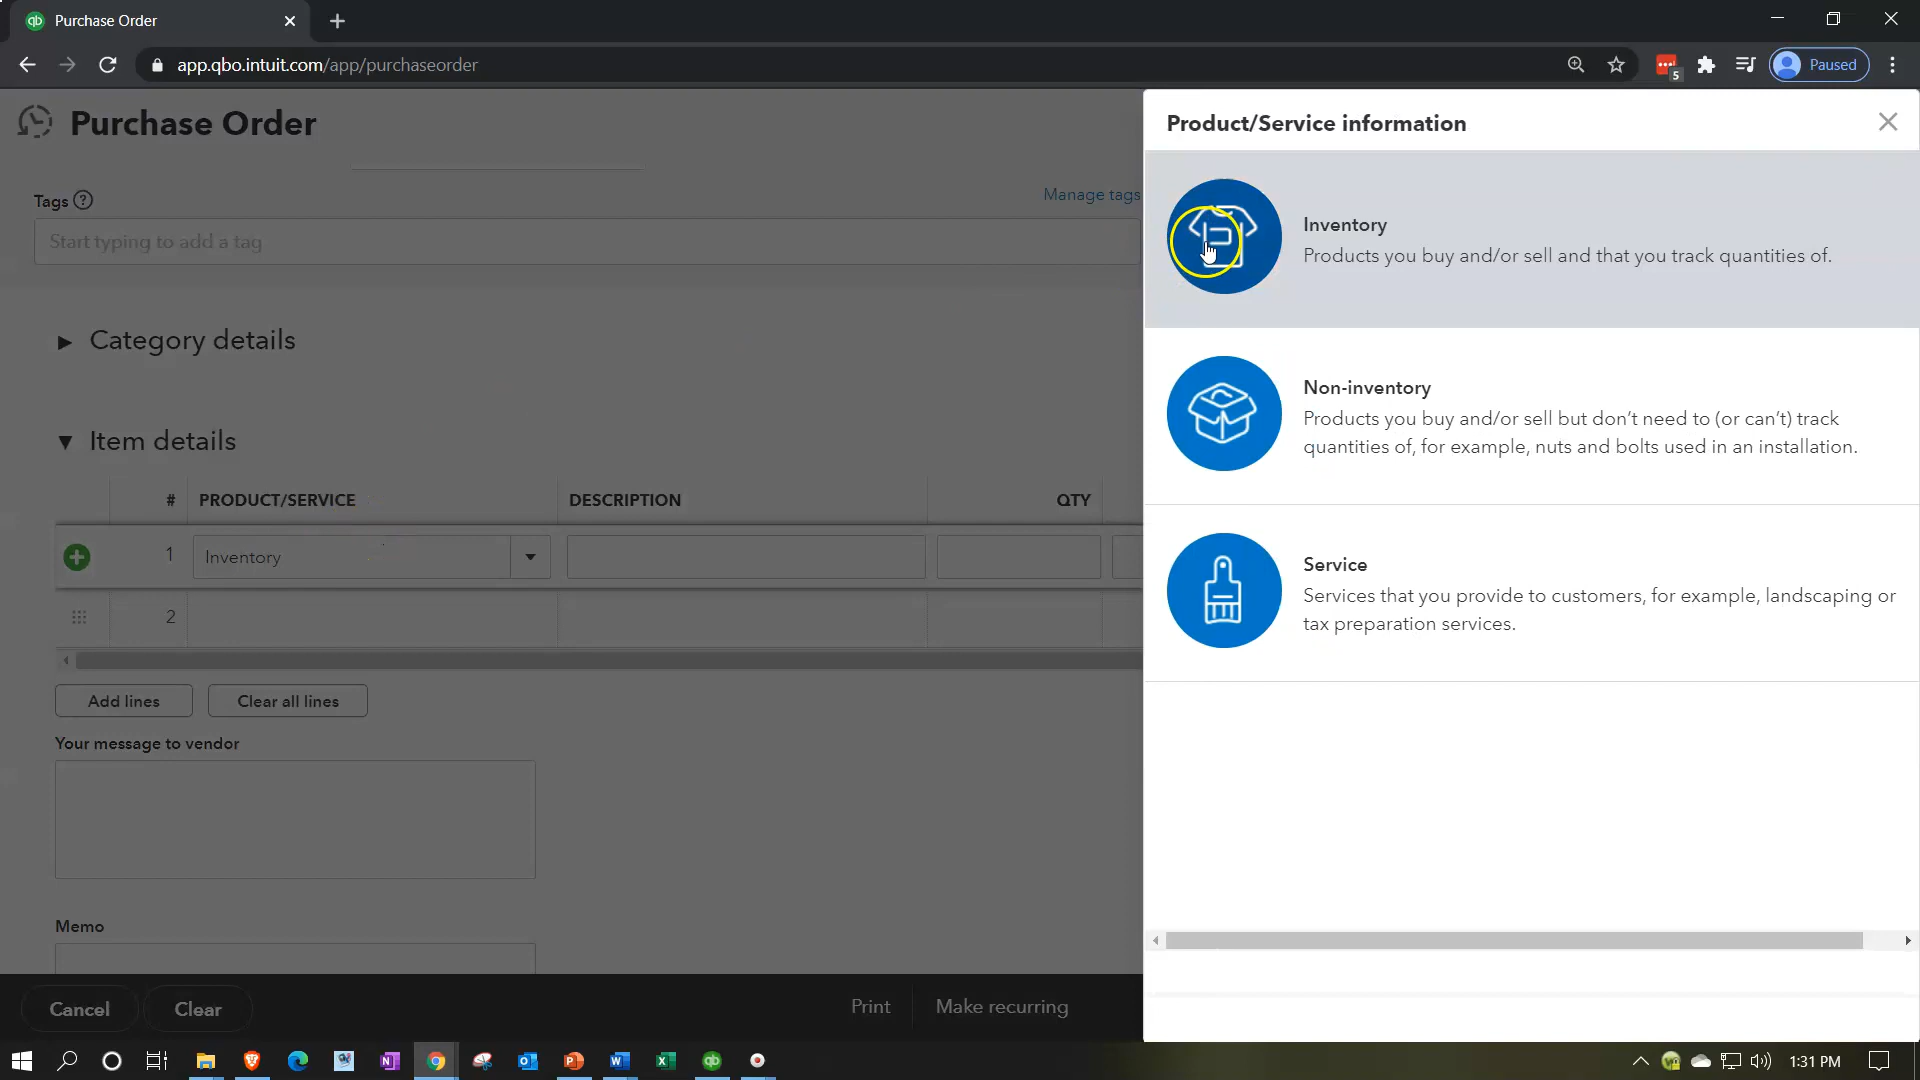 Purchase Order
app.qbo.intuit.com/app/purchaseorder
5
Paused
Purchase Order
Tags ?
Manage tags
Start typing to add a tag
Category details
Item details
# PRODUCT/SERVICE DESCRIPTION QTY
1 Inventory
2
Add lines Clear all lines
Your message to vendor
Memo
Cancel Clear Print Make recurring
Product/Service information
Inventory
Products you buy and/or sell and that you track quantities of.
Non-inventory
Products you buy and/or sell but don't need to (or can't) track
quantities of, for example, nuts and bolts used in an installation.
Service
Services that you provide to customers, for example, landscaping or
tax preparation services.
1:31 PM